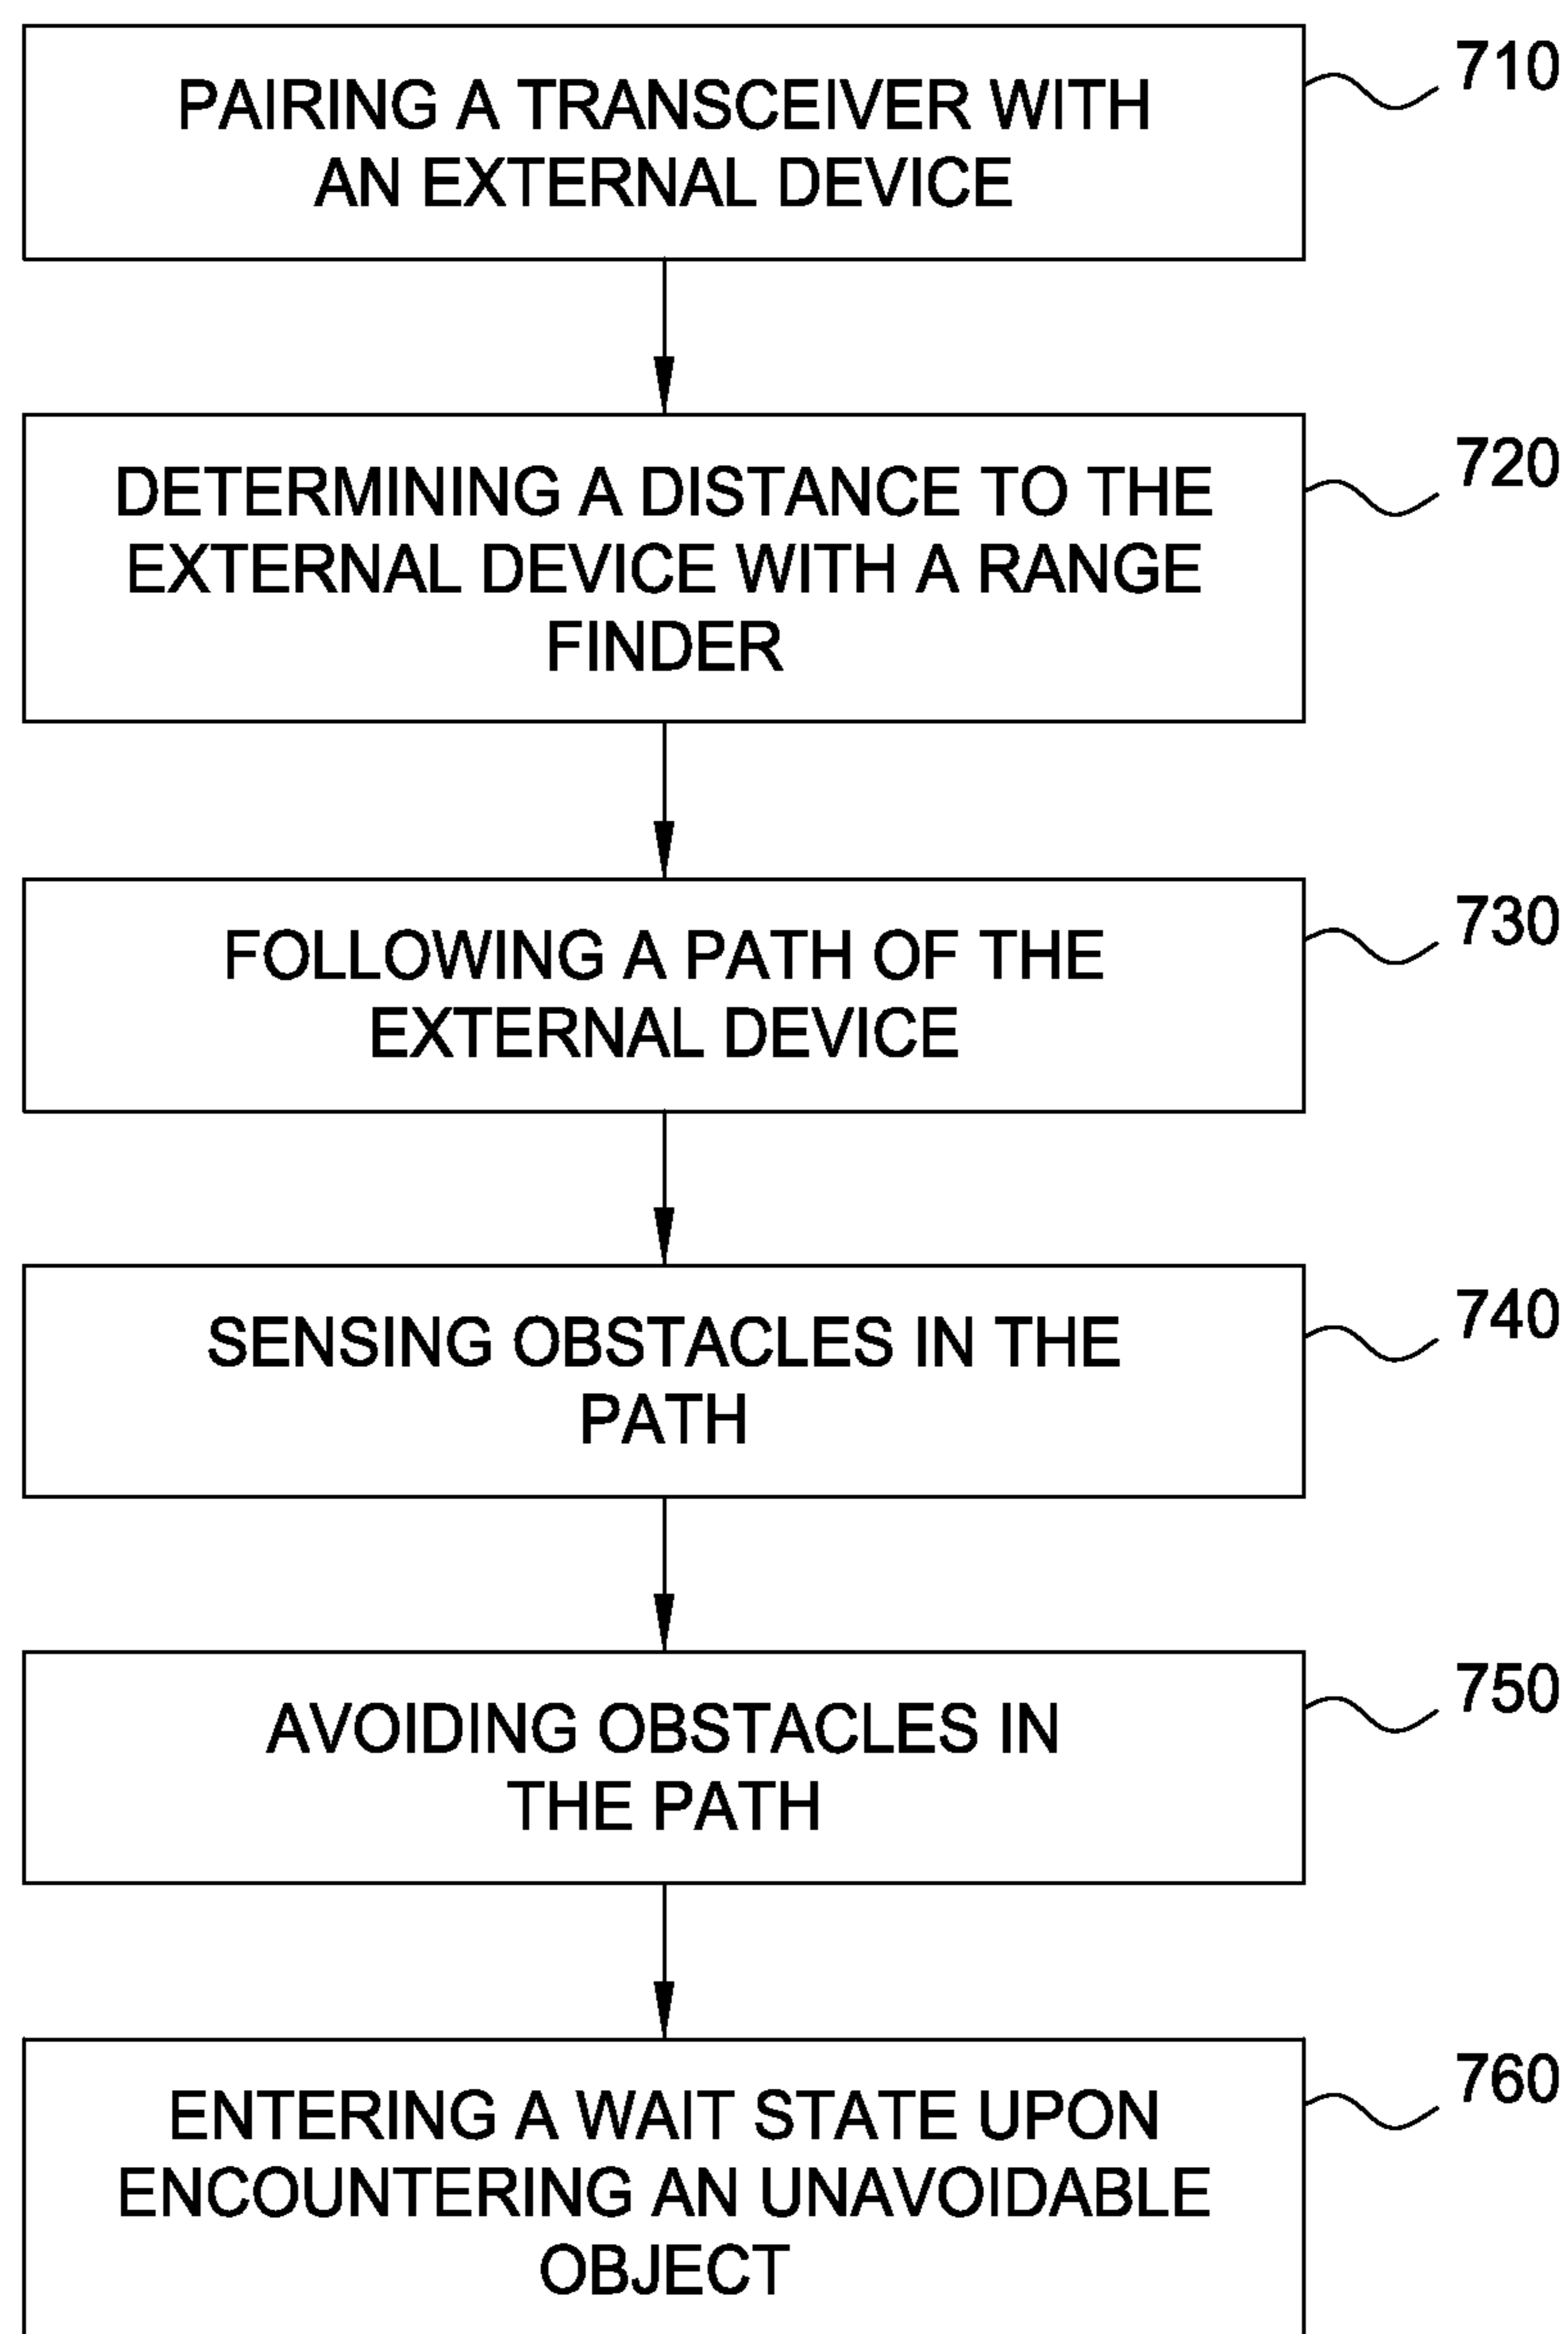 PAIRING A TRANSCEIVER WITH
AN EXTERNAL DEVICE
710
DETERMINING A DISTANCE TO THE
EXTERNAL DEVICE WITH A RANGE
FINDER
720
FOLLOWING A PATH OF THE
EXTERNAL DEVICE
730
SENSING OBSTACLES IN THE
PATH
740
AVOIDING OBSTACLES IN
THE PATH
750
ENTERING A WAIT STATE UPON
ENCOUNTERING AN UNAVOIDABLE
OBJECT
760